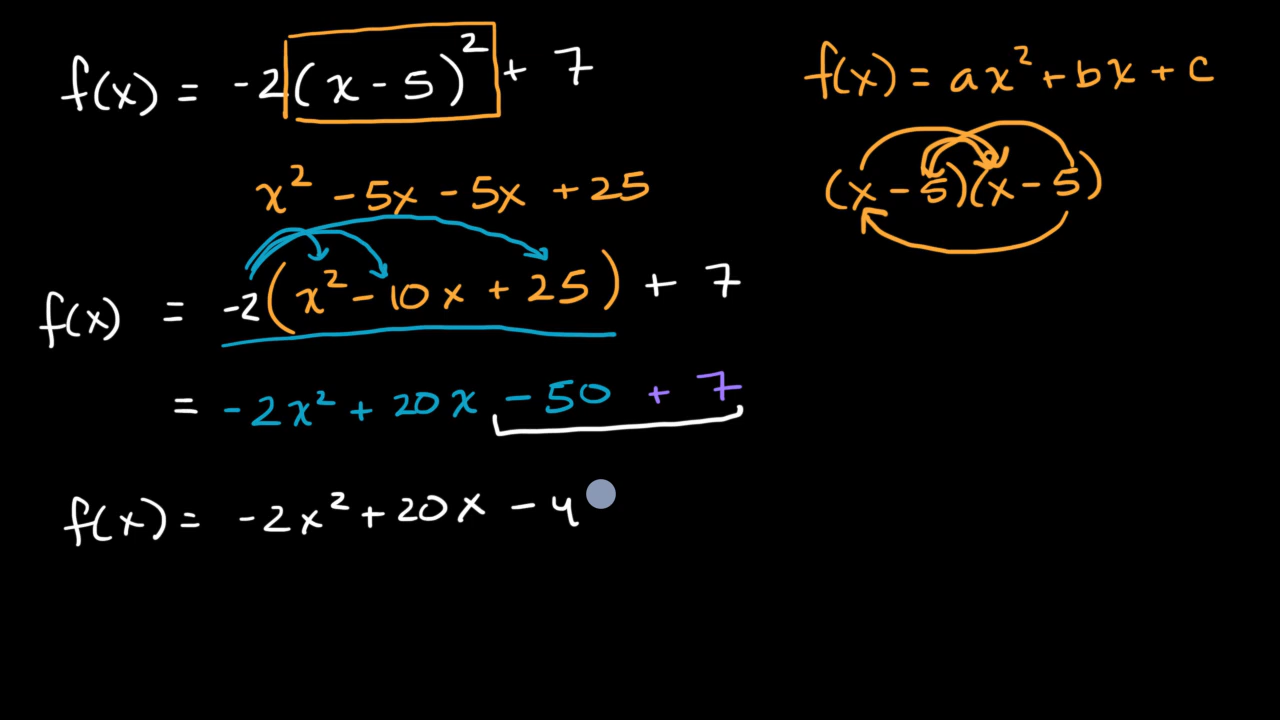 f(x) = -2(x-5)² + 7
f(x) = ax² + bx + c
(x-5)(x-5)
x² - 5x - 5x + 25
f(x) = -2(x² - 10x + 25) + 7
= -2x² + 20x - 50 + 7
f(x) = -2x² + 20x - 4